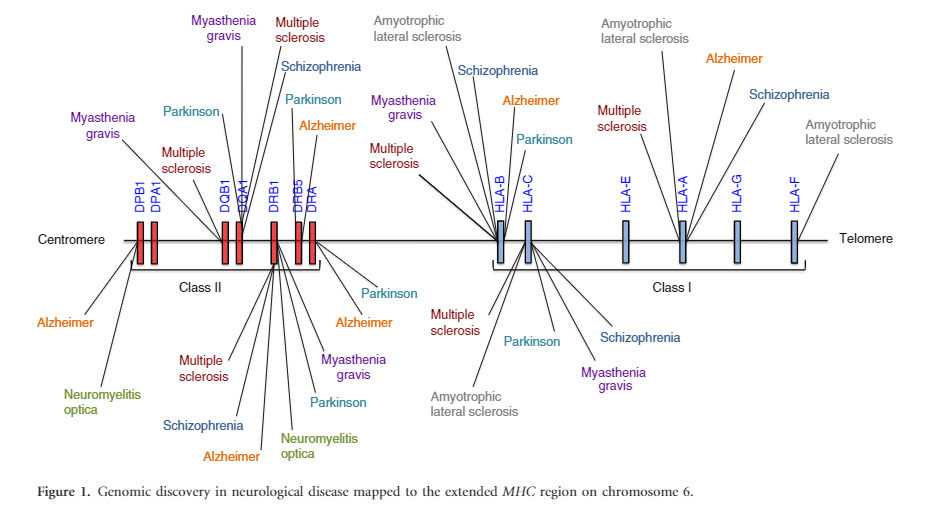 Myasthenia
gravis
Multiple
sclerosis
Schizophrenia
Parkinson
Myasthenia
gravis
Multiple
sclerosis
Parkinson
Alzheimer
Amyotrophic
lateral sclerosis
Schizophrenia
Myasthenia
gravis
Alzheimer
Multiple
sclerosis
Parkinson
Amyotrophic
lateral sclerosis
Alzheimer
Multiple
sclerosis
Schizophrenia
Amyotrophic
lateral sclerosis
DPB1
DPA1
DQB1
DQA1
DRB1
DRB5
DRA
HLA-B
HLA-C
HLA-E
HLA-A
HLA-G
HLA-F
Centromere
Telomere
Class II
Class I
Alzheimer
Neuromyelitis
optica
Multiple
sclerosis
Schizophrenia
Alzheimer
Neuromyelitis
optica
Parkinson
Myasthenia
gravis
Alzheimer
Parkinson
Multiple
sclerosis
Amyotrophic
lateral sclerosis
Parkinson
Myasthenia
gravis
Schizophrenia
Figure 1. Genomic discovery in neurological disease mapped to the extended MHC region on chromosome 6.